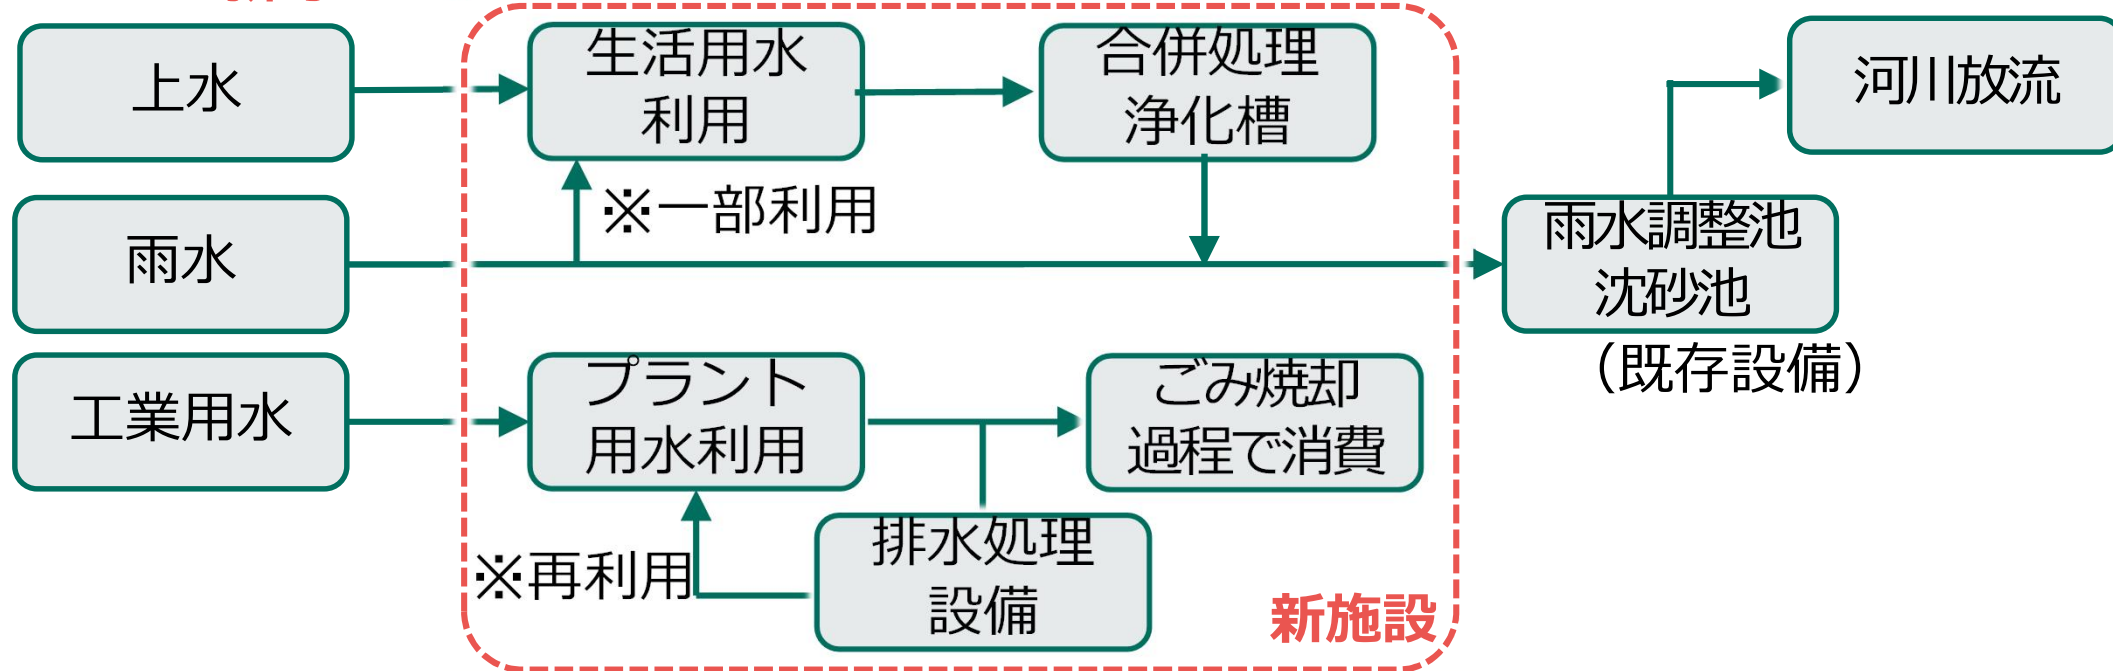 上水
生活用水
利用
合併処理
浄化槽
河川放流
※一部利用
雨水
雨水調整池
沈砂池
(既存設備)
工業用水
プラント
用水利用
ごみ焼却
過程で消費
※再利用
排水処理
設備
新施設